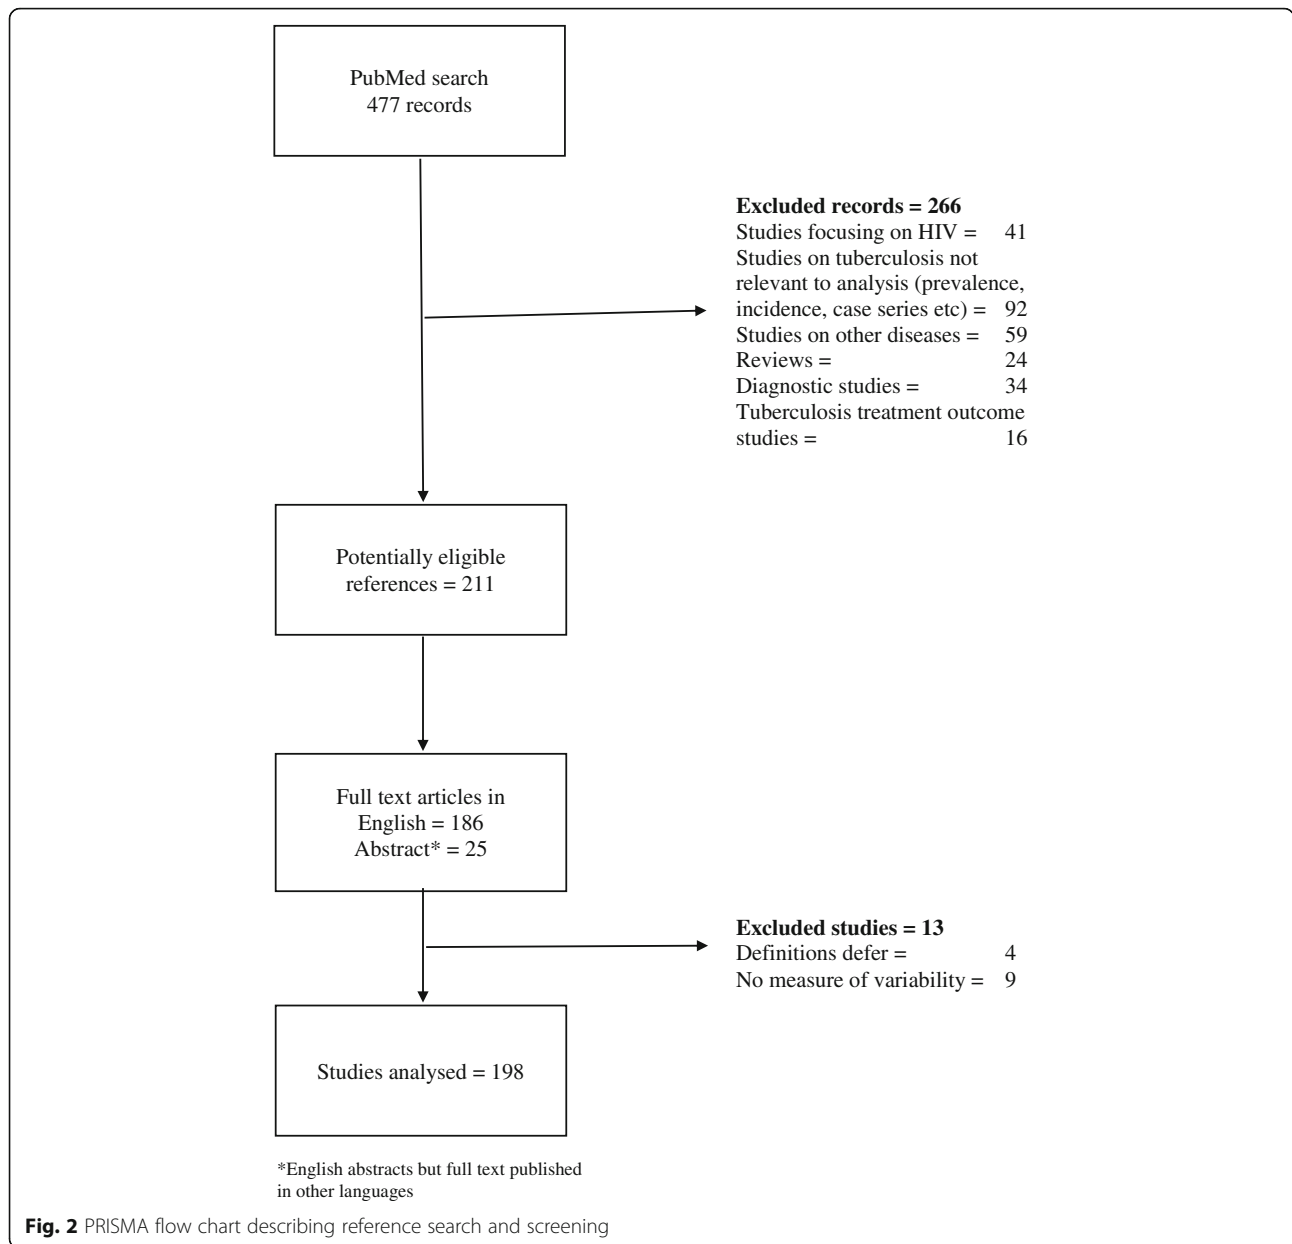 PubMed search
477 records
Excluded records = 266
Studies focusing on HIV = 41
Studies on tuberculosis not
relevant to analysis (prevalence,
incidence, case series etc) = 92
Studies on other diseases = 59
Reviews = 24
Diagnostic studies = 34
Tuberculosis treatment outcome
studies = 16
Potentially eligible
references = 211
Full text articles in
English = 186
Abstract* = 25
Excluded studies = 13
Definitions defer = 4
No measure of variability = 9
Studies analysed = 198
*English abstracts but full text published
in other languages
Fig. 2 PRISMA flow chart describing reference search and screening